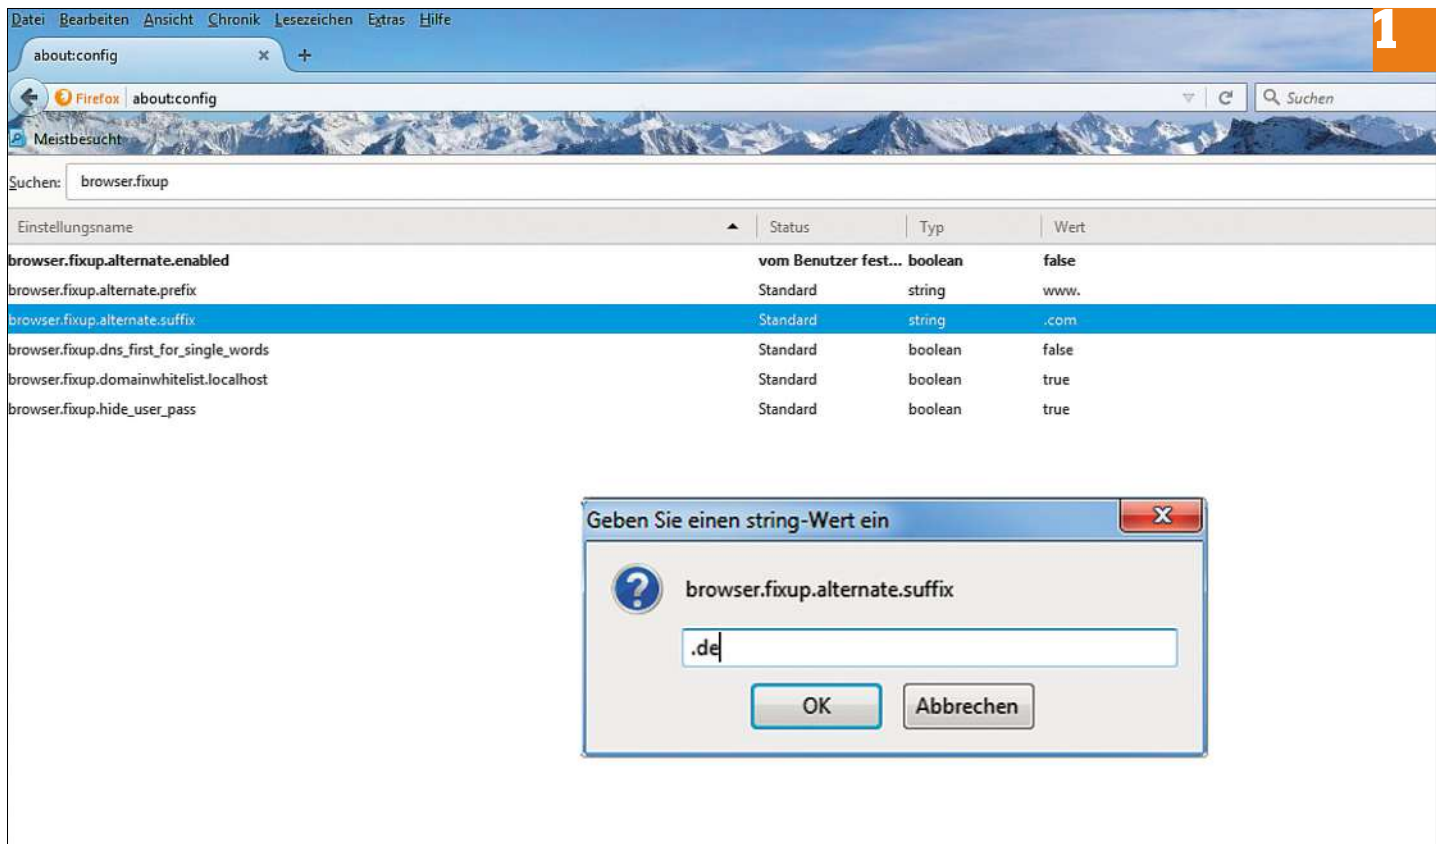 Datei Bearbeiten Ansicht Chronik Lesezeichen Extras Hilfe
1
about:config
Firefox about:config Suchen
Meistbesucht
Suchen: browser.fixup
Einstellungsname Status Typ Wert
browser.fixup.alternate.enabled vom Benutzer fest... boolean false
browser.fixup.alternate.prefix Standard string www.
browser.fixup.alternate.suffix Standard string .com
browser.fixup.dns_first_for_single_words Standard boolean false
browser.fixup.domainwhitelist.localhost Standard boolean true
browser.fixup.hide_user_pass Standard boolean true
Geben Sie einen string-Wert ein
browser.fixup.alternate.suffix
.de
OK Abbrechen